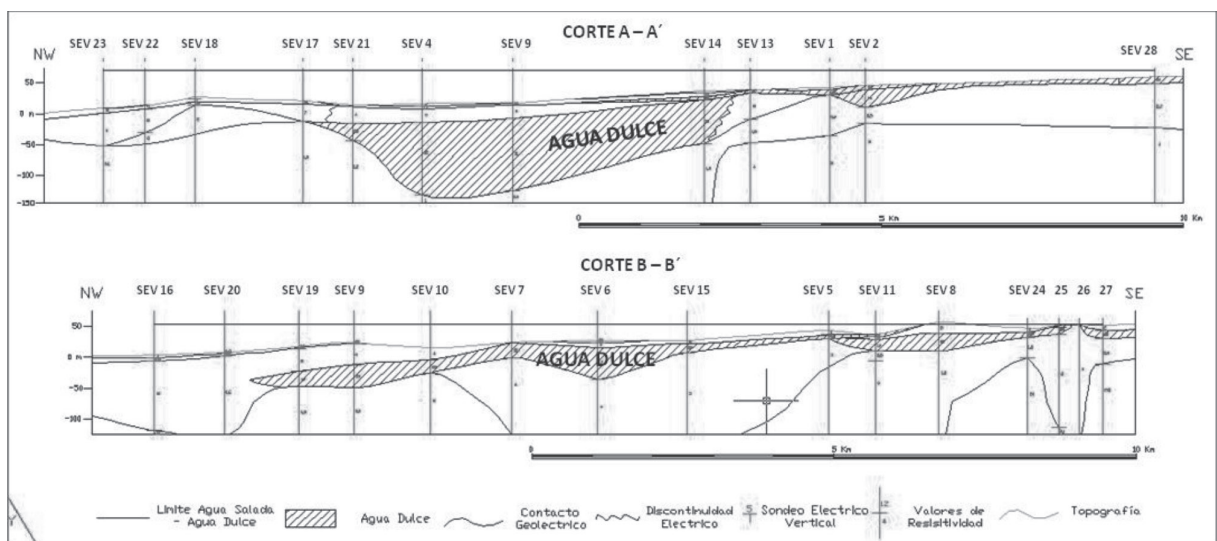 CORTE A – A´
NW SEV 23 SEV 22 SEV 18 SEV 17 SEV 21 SEV 4 SEV 9 SEV 14 SEV 13 SEV 1 SEV 2 SEV 28 SE
50
0 m
-50
-100
-150
AGUA DULCE
0 5 Km 10 Km
CORTE B – B´
NW SEV 16 SEV 20 SEV 19 SEV 9 SEV 10 SEV 7 SEV 6 SEV 15 SEV 5 SEV 11 SEV 8 SEV 24 25 26 27 SE
50
0 m
-50
-100
AGUA DULCE
0 5 Km 10 Km
Limite Agua Salada
- Agua Dulce
Agua Dulce
Contacto
Geolectrico
Discontinuidad
Electrica
Sondeo Electrico
Vertical
Valores de
Resisitividad
Topografía